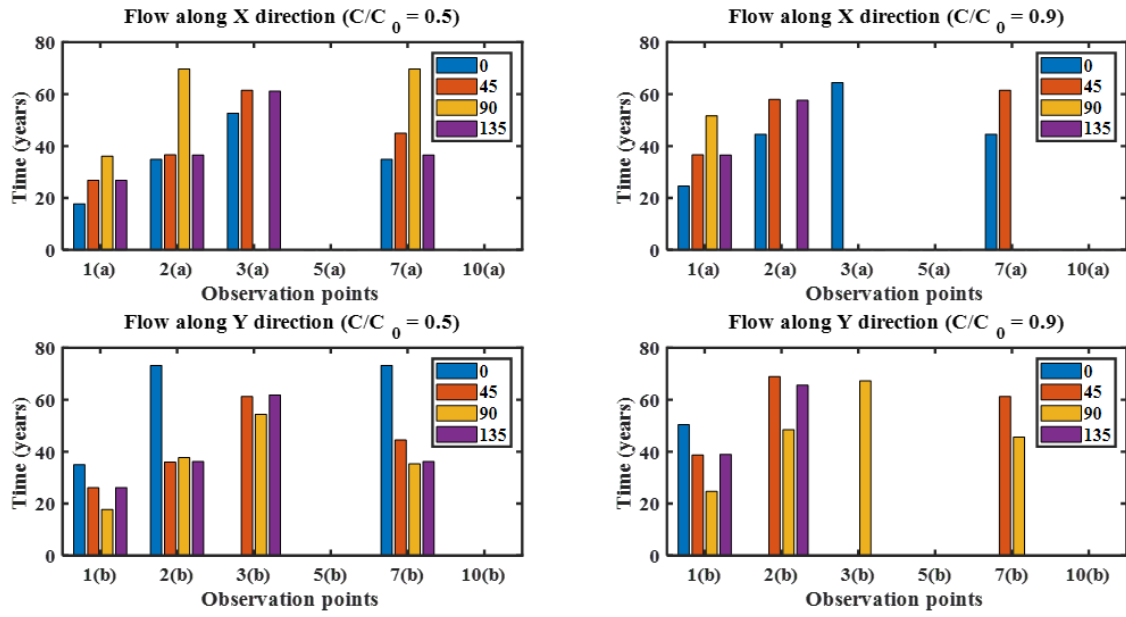 Flow along X direction (C/C 0 = 0.5)
80
60
40
20
0
Time (years)
0
45
90
135
1(a) 2(a) 3(a) 5(a) 7(a) 10(a)
Observation points
Flow along X direction (C/C 0 = 0.9)
80
60
40
20
0
Time (years)
0
45
90
135
1(a) 2(a) 3(a) 5(a) 7(a) 10(a)
Observation points
Flow along Y direction (C/C 0 = 0.5)
80
60
40
20
0
Time (years)
0
45
90
135
1(b) 2(b) 3(b) 5(b) 7(b) 10(b)
Observation points
Flow along Y direction (C/C 0 = 0.9)
80
60
40
20
0
Time (years)
0
45
90
135
1(b) 2(b) 3(b) 5(b) 7(b) 10(b)
Observation points